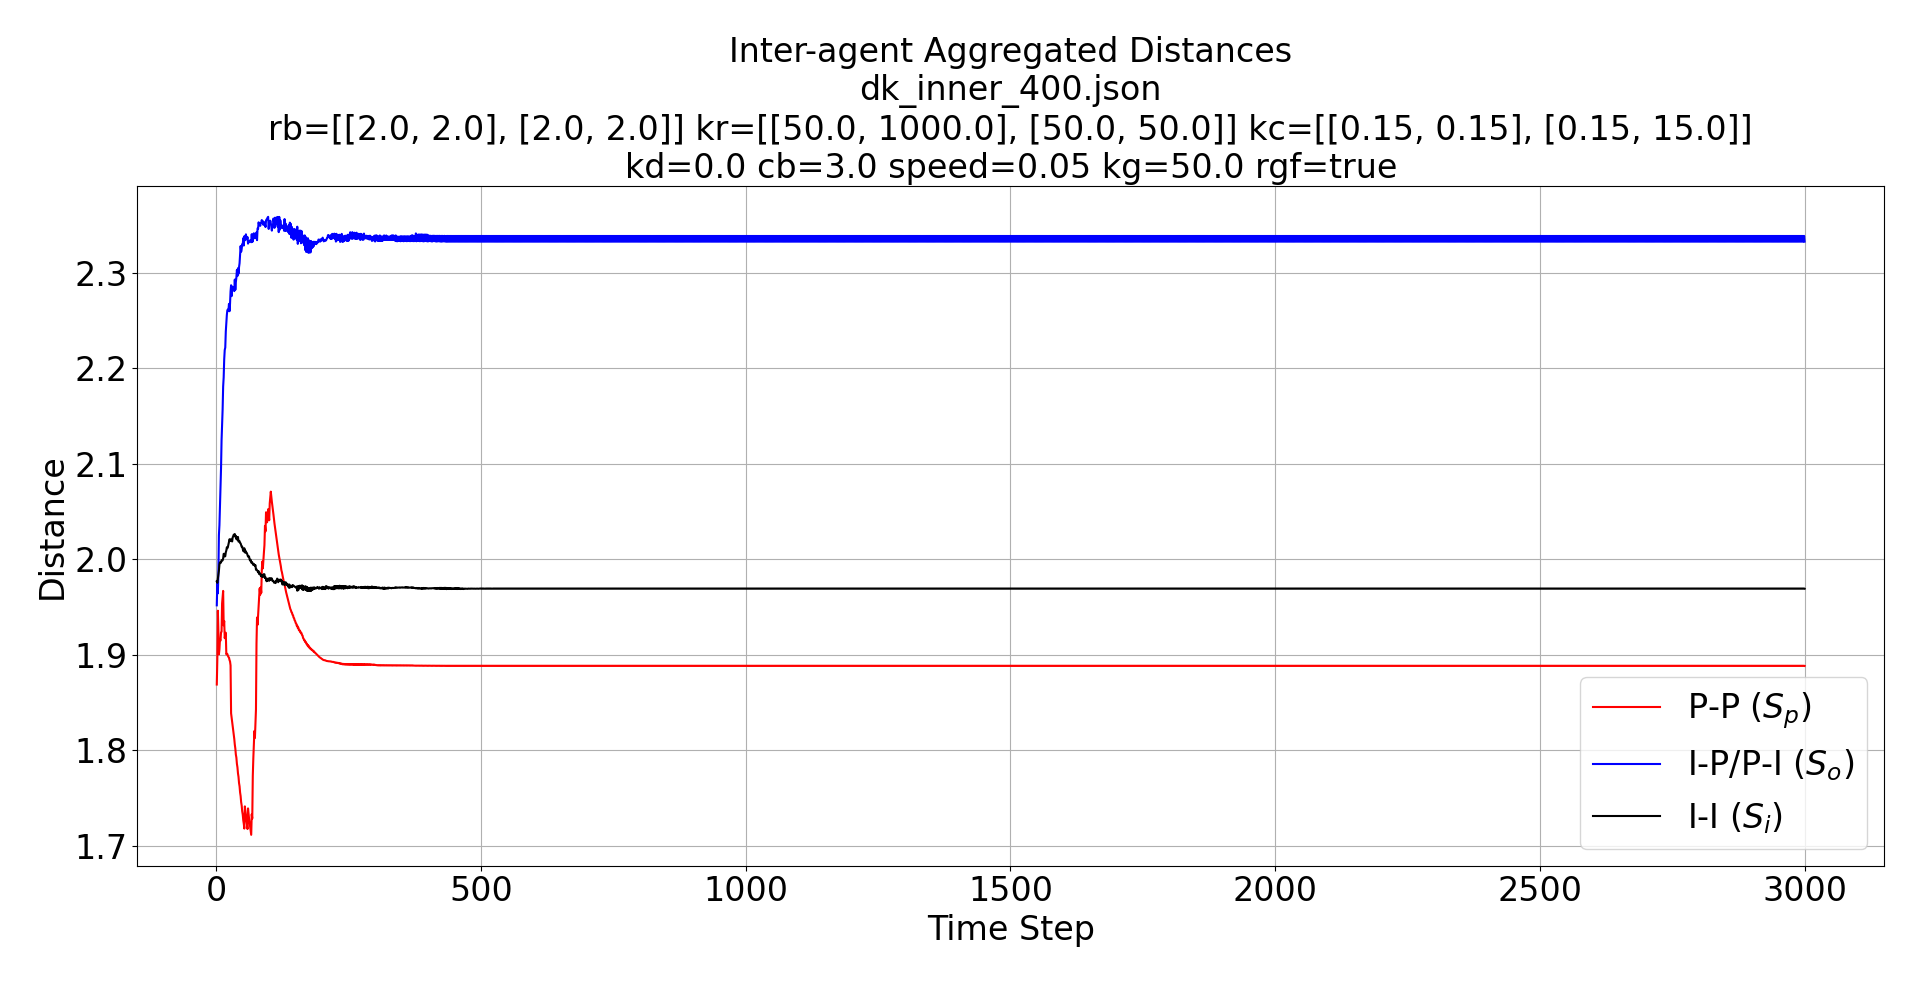 Inter-agent Aggregated Distances
dk_inner_400.json
rb=[[2.0, 2.0], [2.0, 2.0]] kr=[[50.0, 1000.0], [50.0, 50.0]] kc=[[0.15, 0.15], [0.15, 15.0]]
kd=0.0 cb=3.0 speed=0.05 kg=50.0 rgf=true
Distance
2.3
2.2
2.1
2.0
1.9
1.8
1.7
P-P (Sp)
I-P/P-I (So)
I-I (Si)
0 500 1000 1500 2000 2500 3000
Time Step